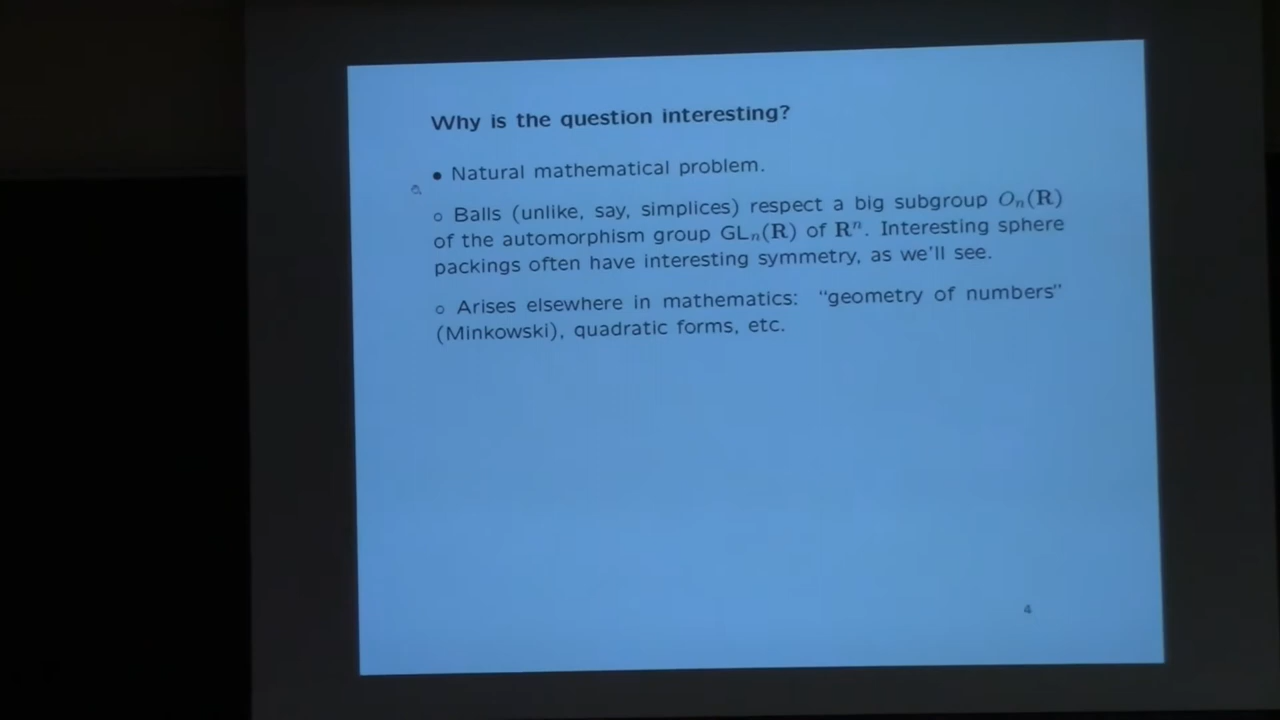 Why is the question interesting?
• Natural mathematical problem.
○ Balls (unlike, say, simplices) respect a big subgroup Oₙ(R)
of the automorphism group GLₙ(R) of Rⁿ. Interesting sphere
packings often have interesting symmetry, as we'll see.
○ Arises elsewhere in mathematics: "geometry of numbers"
(Minkowski), quadratic forms, etc.
4